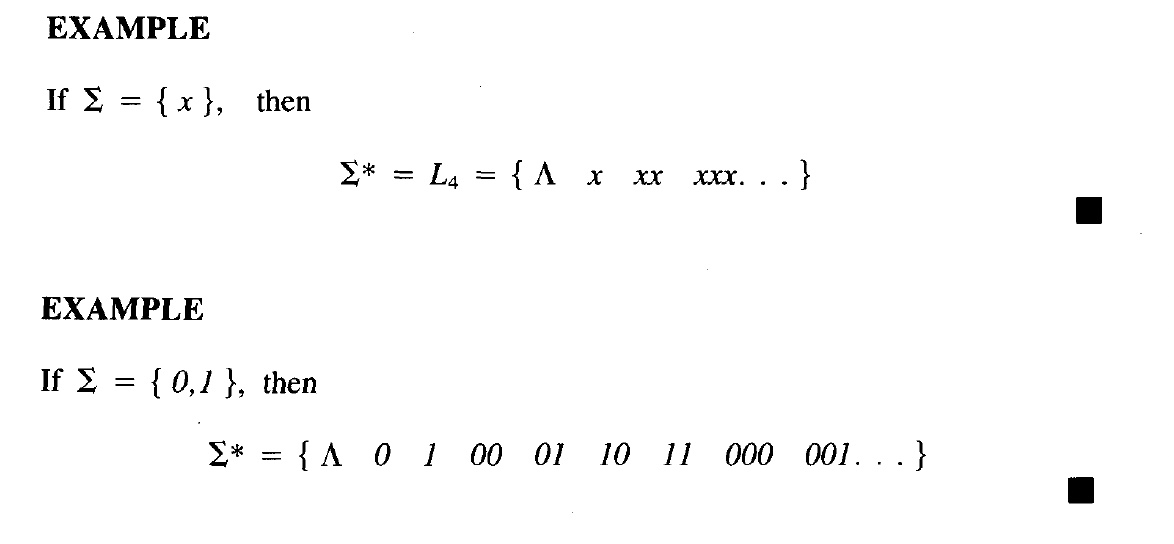 EXAMPLE
If Σ = { x }, then
Σ* = L₄ = { Λ x xx xxx. . . }
EXAMPLE
If Σ = { 0,1 }, then
Σ* = { Λ 0 1 00 01 10 11 000 001. . . }